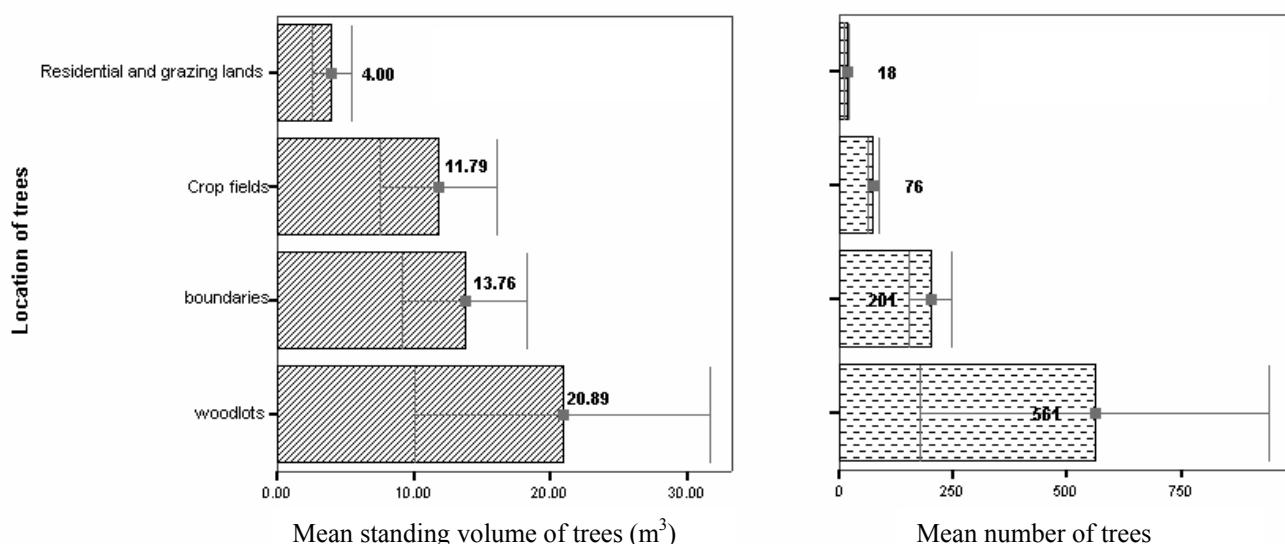 Location of trees
Residential and grazing lands
Crop fields
boundaries
woodlots
4.00
11.79
13.76
20.89
0.00 10.00 20.00 30.00
Mean standing volume of trees (m³)
18
76
201
561
0 250 500 750
Mean number of trees